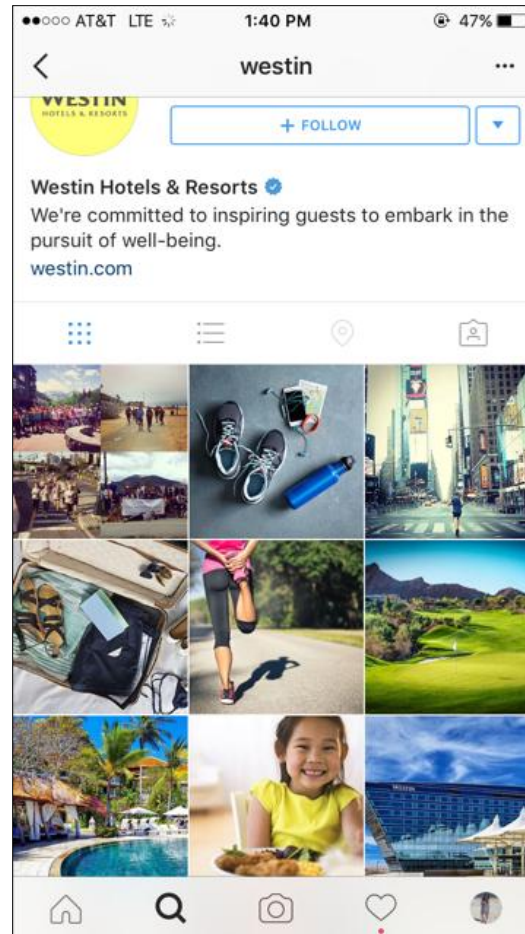 AT&T LTE 1:40 PM 47%
westin
WESTIN
HOTELS & RESORTS
+ FOLLOW
Westin Hotels & Resorts
We're committed to inspiring guests to embark in the
pursuit of well-being.
westin.com
WESTIN